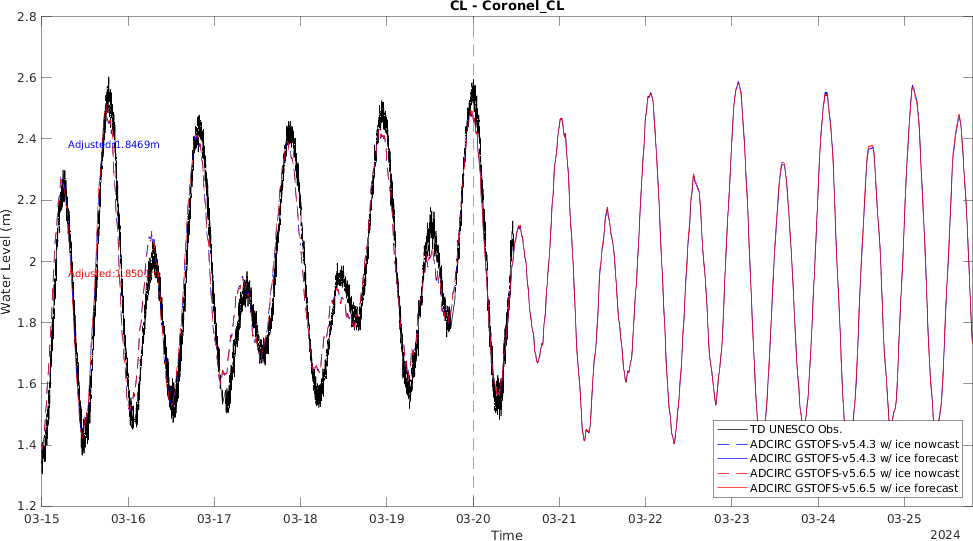 CL - Coronel_CL
2.8
2.6
2.4
2.2
2
1.8
1.6
1.4
1.2
Water Level (m)
Adjusted:1.8469m
Adjusted:1.850
TD UNESCO Obs.
ADCIRC GSTOFS-v5.4.3 w/ ice nowcast
ADCIRC GSTOFS-v5.4.3 w/ ice forecast
ADCIRC GSTOFS-v5.6.5 w/ ice nowcast
ADCIRC GSTOFS-v5.6.5 w/ ice forecast
03-15 03-16 03-17 03-18 03-19 03-20 03-21 03-22 03-23 03-24 03-25
Time
2024